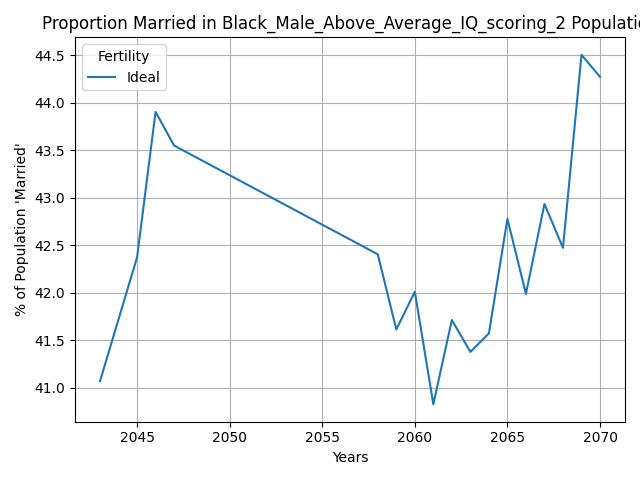 Proportion Married in Black_Male_Above_Average_IQ_scoring_2 Populatio
Fertility
Ideal
44.5
44.0
43.5
43.0
42.5
42.0
41.5
41.0
% of Population 'Married'
2045 2050 2055 2060 2065 2070
Years